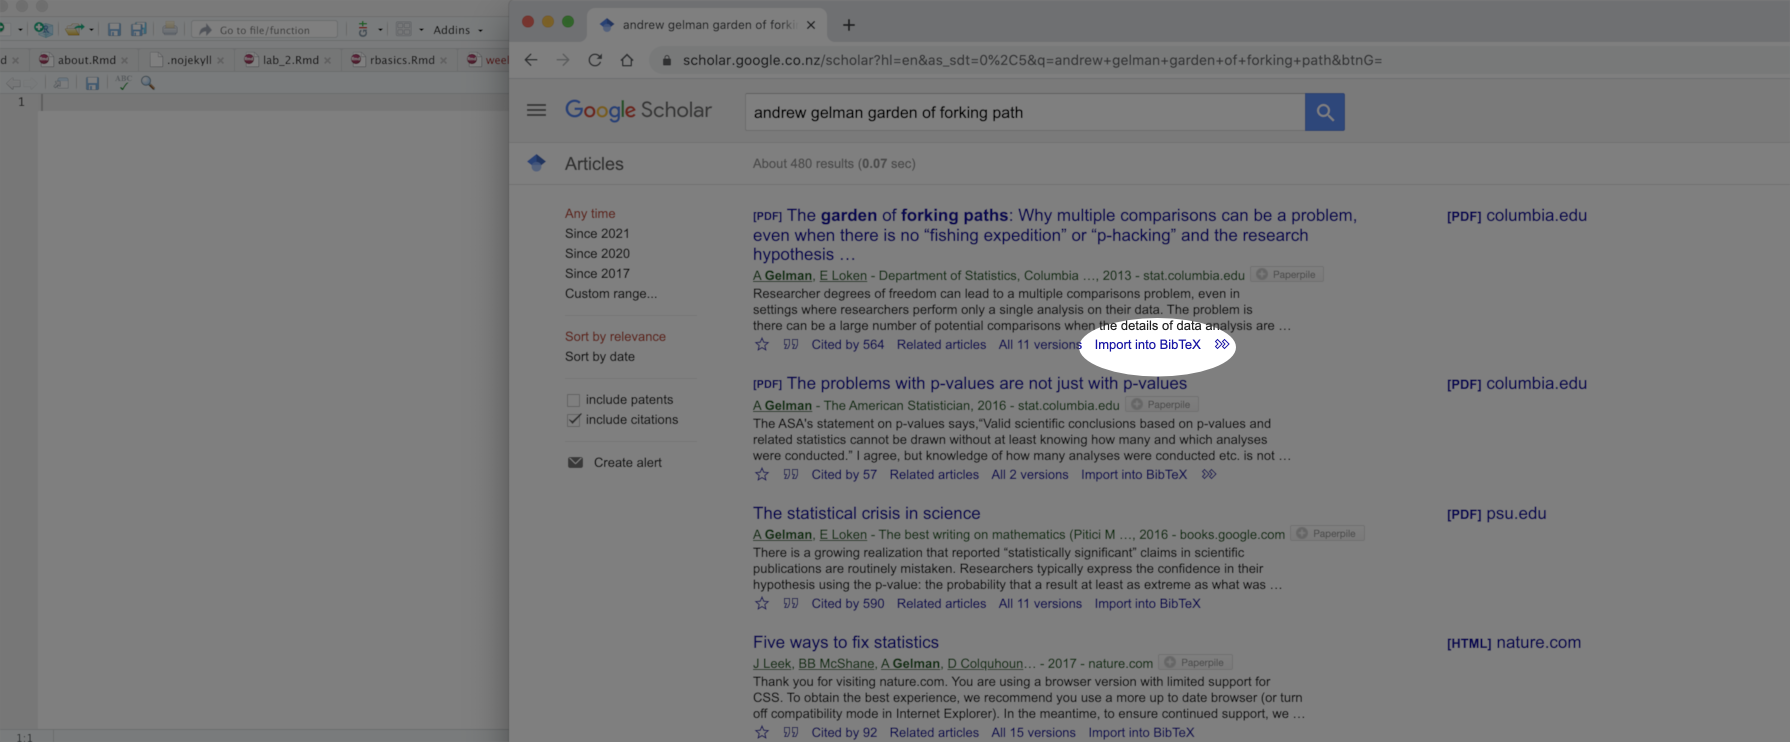 Go to file/function
Addins
d
about.Rmd
.nojekyll
lab_2.Rmd
rbasics.Rmd
weel
ABC
1
1:1
andrew gelman garden of forki
scholar.google.co.nz/scholar?hl=en&as_sdt=0%2C5&q=andrew+gelman+garden+of+forking+path&btnG=
Google Scholar
andrew gelman garden of forking path
Articles
About 480 results (0.07 sec)
Any time
Since 2021
Since 2020
Since 2017
Custom range...
Sort by relevance
Sort by date
include patents
include citations
Create alert
[PDF] The garden of forking paths: Why multiple comparisons can be a problem,
even when there is no “fishing expedition” or “p-hacking” and the research
hypothesis …
A Gelman, E Loken - Department of Statistics, Columbia …, 2013 - stat.columbia.edu Paperpile
Researcher degrees of freedom can lead to a multiple comparisons problem, even in
settings where researchers perform only a single analysis on their data. The problem is
there can be a large number of potential comparisons when the details of data analysis are …
Cited by 564 Related articles All 11 versions Import into BibTeX
[PDF] columbia.edu
[PDF] The problems with p-values are not just with p-values
A Gelman - The American Statistician, 2016 - stat.columbia.edu Paperpile
The ASA's statement on p-values says,"Valid scientific conclusions based on p-values and
related statistics cannot be drawn without at least knowing how many and which analyses
were conducted." I agree, but knowledge of how many analyses were conducted etc. is not …
Cited by 57 Related articles All 2 versions Import into BibTeX
[PDF] columbia.edu
The statistical crisis in science
A Gelman, E Loken - The best writing on mathematics (Pitici M …, 2016 - books.google.com Paperpile
There is a growing realization that reported “statistically significant” claims in scientific
publications are routinely mistaken. Researchers typically express the confidence in their
hypothesis using the p-value: the probability that a result at least as extreme as what was …
Cited by 590 Related articles All 11 versions Import into BibTeX
[PDF] psu.edu
Five ways to fix statistics
J Leek, BB McShane, A Gelman, D Colquhoun… - 2017 - nature.com Paperpile
Thank you for visiting nature.com. You are using a browser version with limited support for
CSS. To obtain the best experience, we recommend you use a more up to date browser (or turn
off compatibility mode in Internet Explorer). In the meantime, to ensure continued support, we …
Cited by 92 Related articles All 15 versions Import into BibTeX
[HTML] nature.com